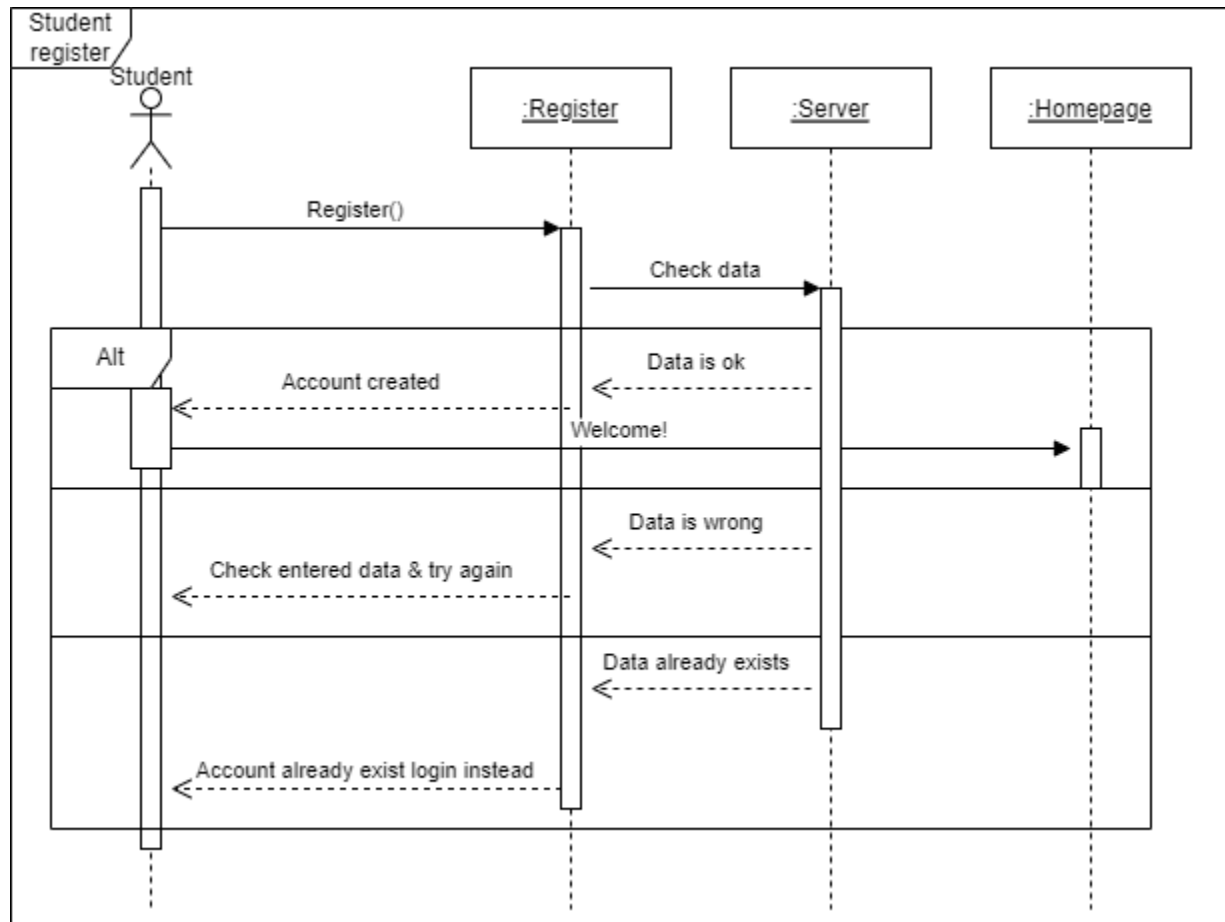 Student
register
Student
:Register
:Server
:Homepage
Register()
Check data
Alt
Data is ok
Account created
Welcome!
Data is wrong
Check entered data & try again
Data already exists
Account already exist login instead